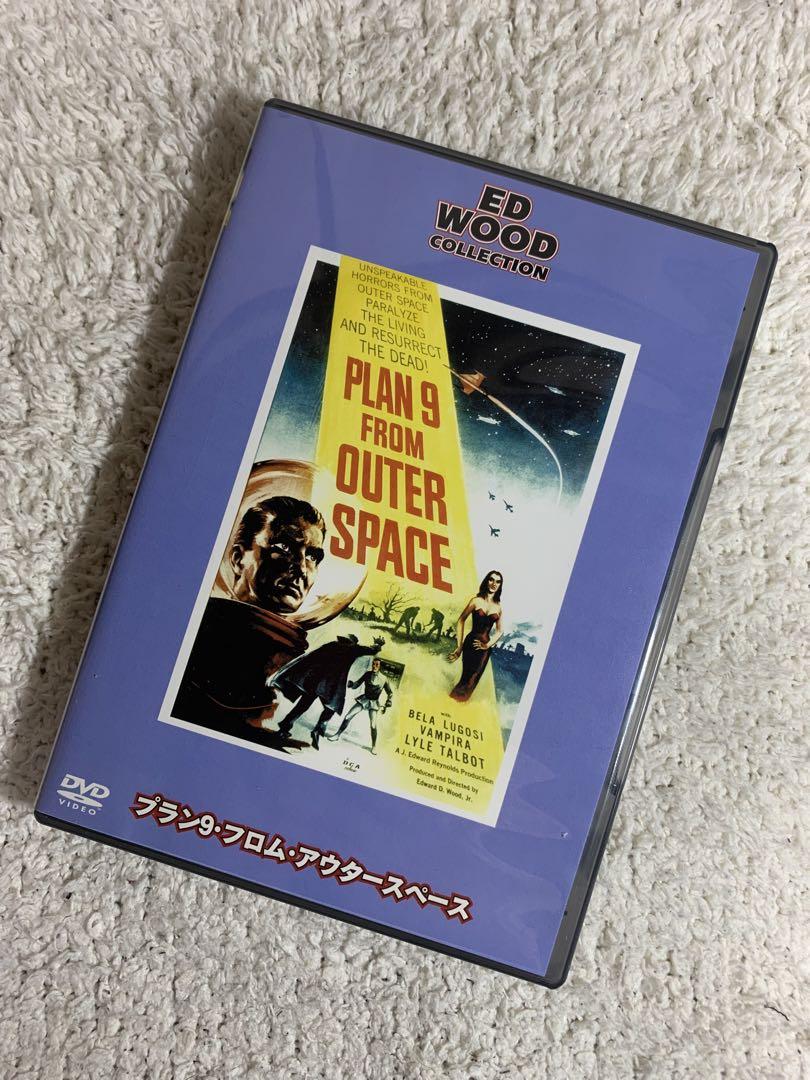 ED
WOOD
COLLECTION
UNSPEAKABLE
HORRORS FROM
OUTER SPACE
PARALYZE
THE LIVING
AND RESURRECT
THE DEAD!
PLAN 9
FROM
OUTER
SPACE
with
BELA LUGOSI
VAMPIRA
LYLE TALBOT
A J. Edward Reynolds Production
Produced and Directed by
Edward D. Wood, Jr.
DCA
DVD
VIDEO
プラン9・フロム・アウタースペース